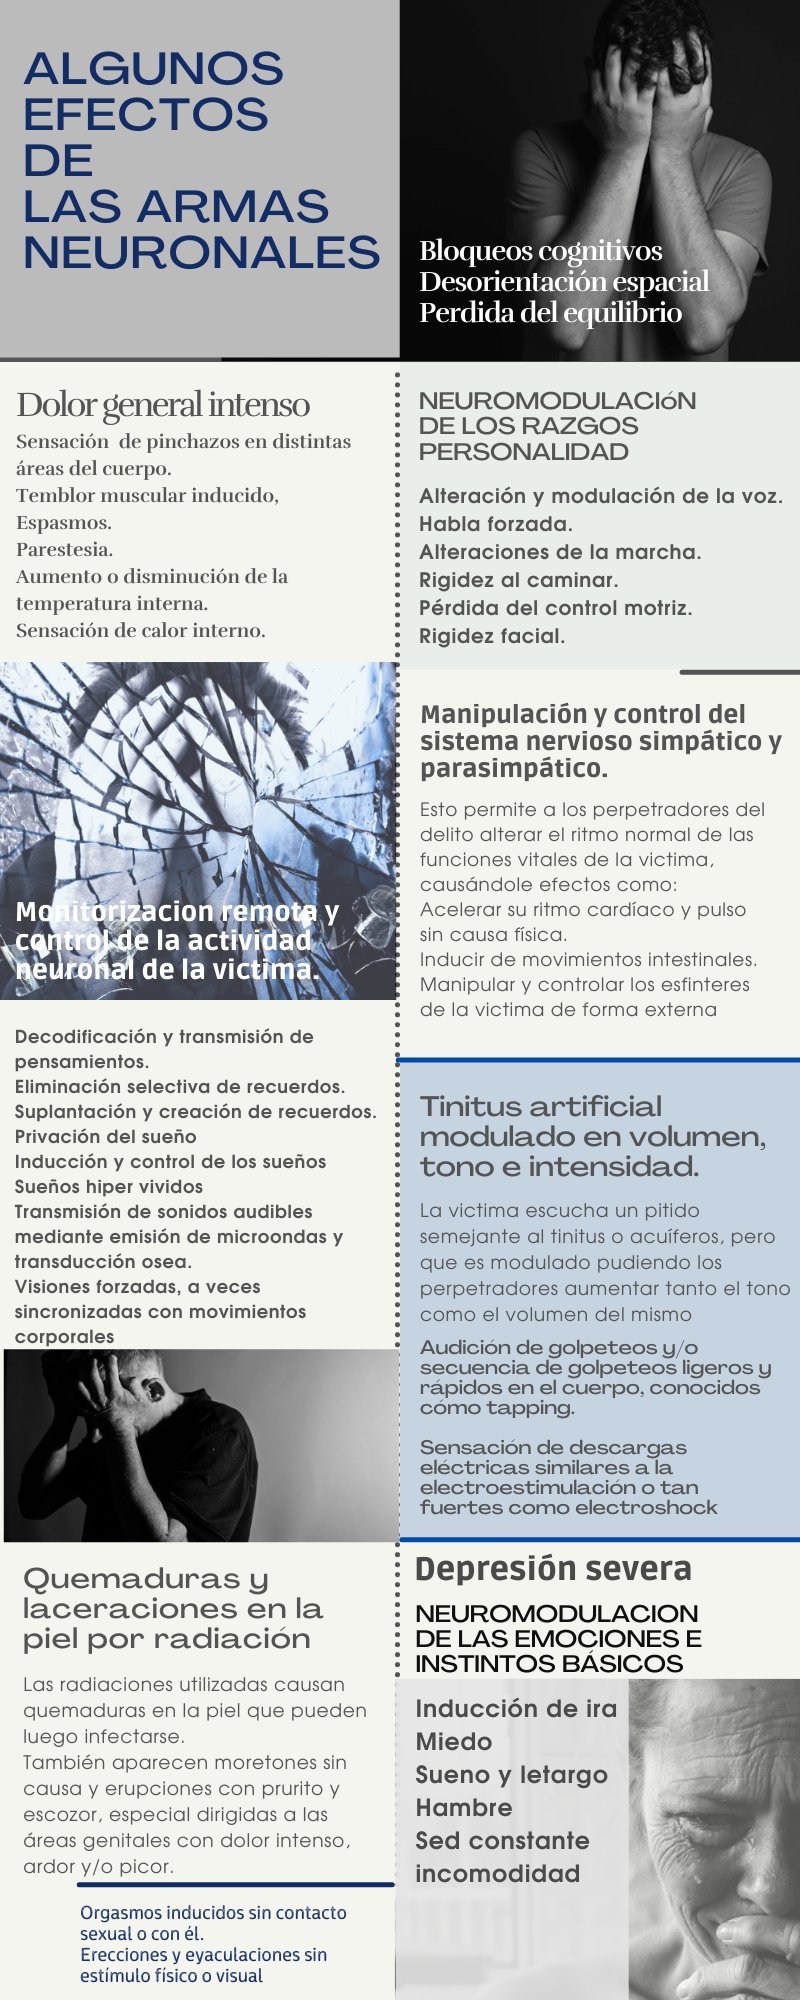 ALGUNOS
EFECTOS
DE
LAS ARMAS
NEURONALES
Bloqueos cognitivos
Desorientación espacial
Perdida del equilibrio
Dolor general intenso
Sensación de pinchazos en distintas
áreas del cuerpo.
Temblor muscular inducido,
Espasmos.
Parestesia.
Aumento o disminución de la
temperatura interna.
Sensación de calor interno.
NEUROMODULACIóN
DE LOS RAZGOS
PERSONALIDAD
Alteración y modulación de la voz.
Habla forzada.
Alteraciones de la marcha.
Rigidez al caminar.
Pérdida del control motriz.
Rigidez facial.
Monitorizacion remota y
control de la actividad
neuronal de la victima.
Manipulación y control del
sistema nervioso simpático y
parasimpático.
Esto permite a los perpetradores del
delito alterar el ritmo normal de las
funciones vitales de la victima,
causándole efectos como:
Acelerar su ritmo cardíaco y pulso
sin causa física.
Inducir de movimientos intestinales.
Manipular y controlar los esfinteres
de la victima de forma externa
Decodificación y transmisión de
pensamientos.
Eliminación selectiva de recuerdos.
Suplantación y creación de recuerdos.
Privación del sueño
Inducción y control de los sueños
Sueños hiper vividos
Transmisión de sonidos audibles
mediante emisión de microondas y
transducción osea.
Visiones forzadas, a veces
sincronizadas con movimientos
corporales
Tinitus artificial
modulado en volumen,
tono e intensidad.
La victima escucha un pitido
semejante al tinitus o acuíferos, pero
que es modulado pudiendo los
perpetradores aumentar tanto el tono
como el volumen del mismo
Audición de golpeteos y/o
secuencia de golpeteos ligeros y
rápidos en el cuerpo, conocidos
cómo tapping.
Sensación de descargas
eléctricas similares a la
electroestimulación o tan
fuertes como electroshock
Quemaduras y
laceraciones en la
piel por radiación
Las radiaciones utilizadas causan
quemaduras en la piel que pueden
luego infectarse.
También aparecen moretones sin
causa y erupciones con prurito y
escozor, especial dirigidas a las
áreas genitales con dolor intenso,
ardor y/o picor.
Orgasmos inducidos sin contacto
sexual o con él.
Erecciones y eyaculaciones sin
estímulo físico o visual
Depresión severa
NEUROMODULACION
DE LAS EMOCIONES E
INSTINTOS BÁSICOS
Inducción de ira
Miedo
Sueno y letargo
Hambre
Sed constante
incomodidad